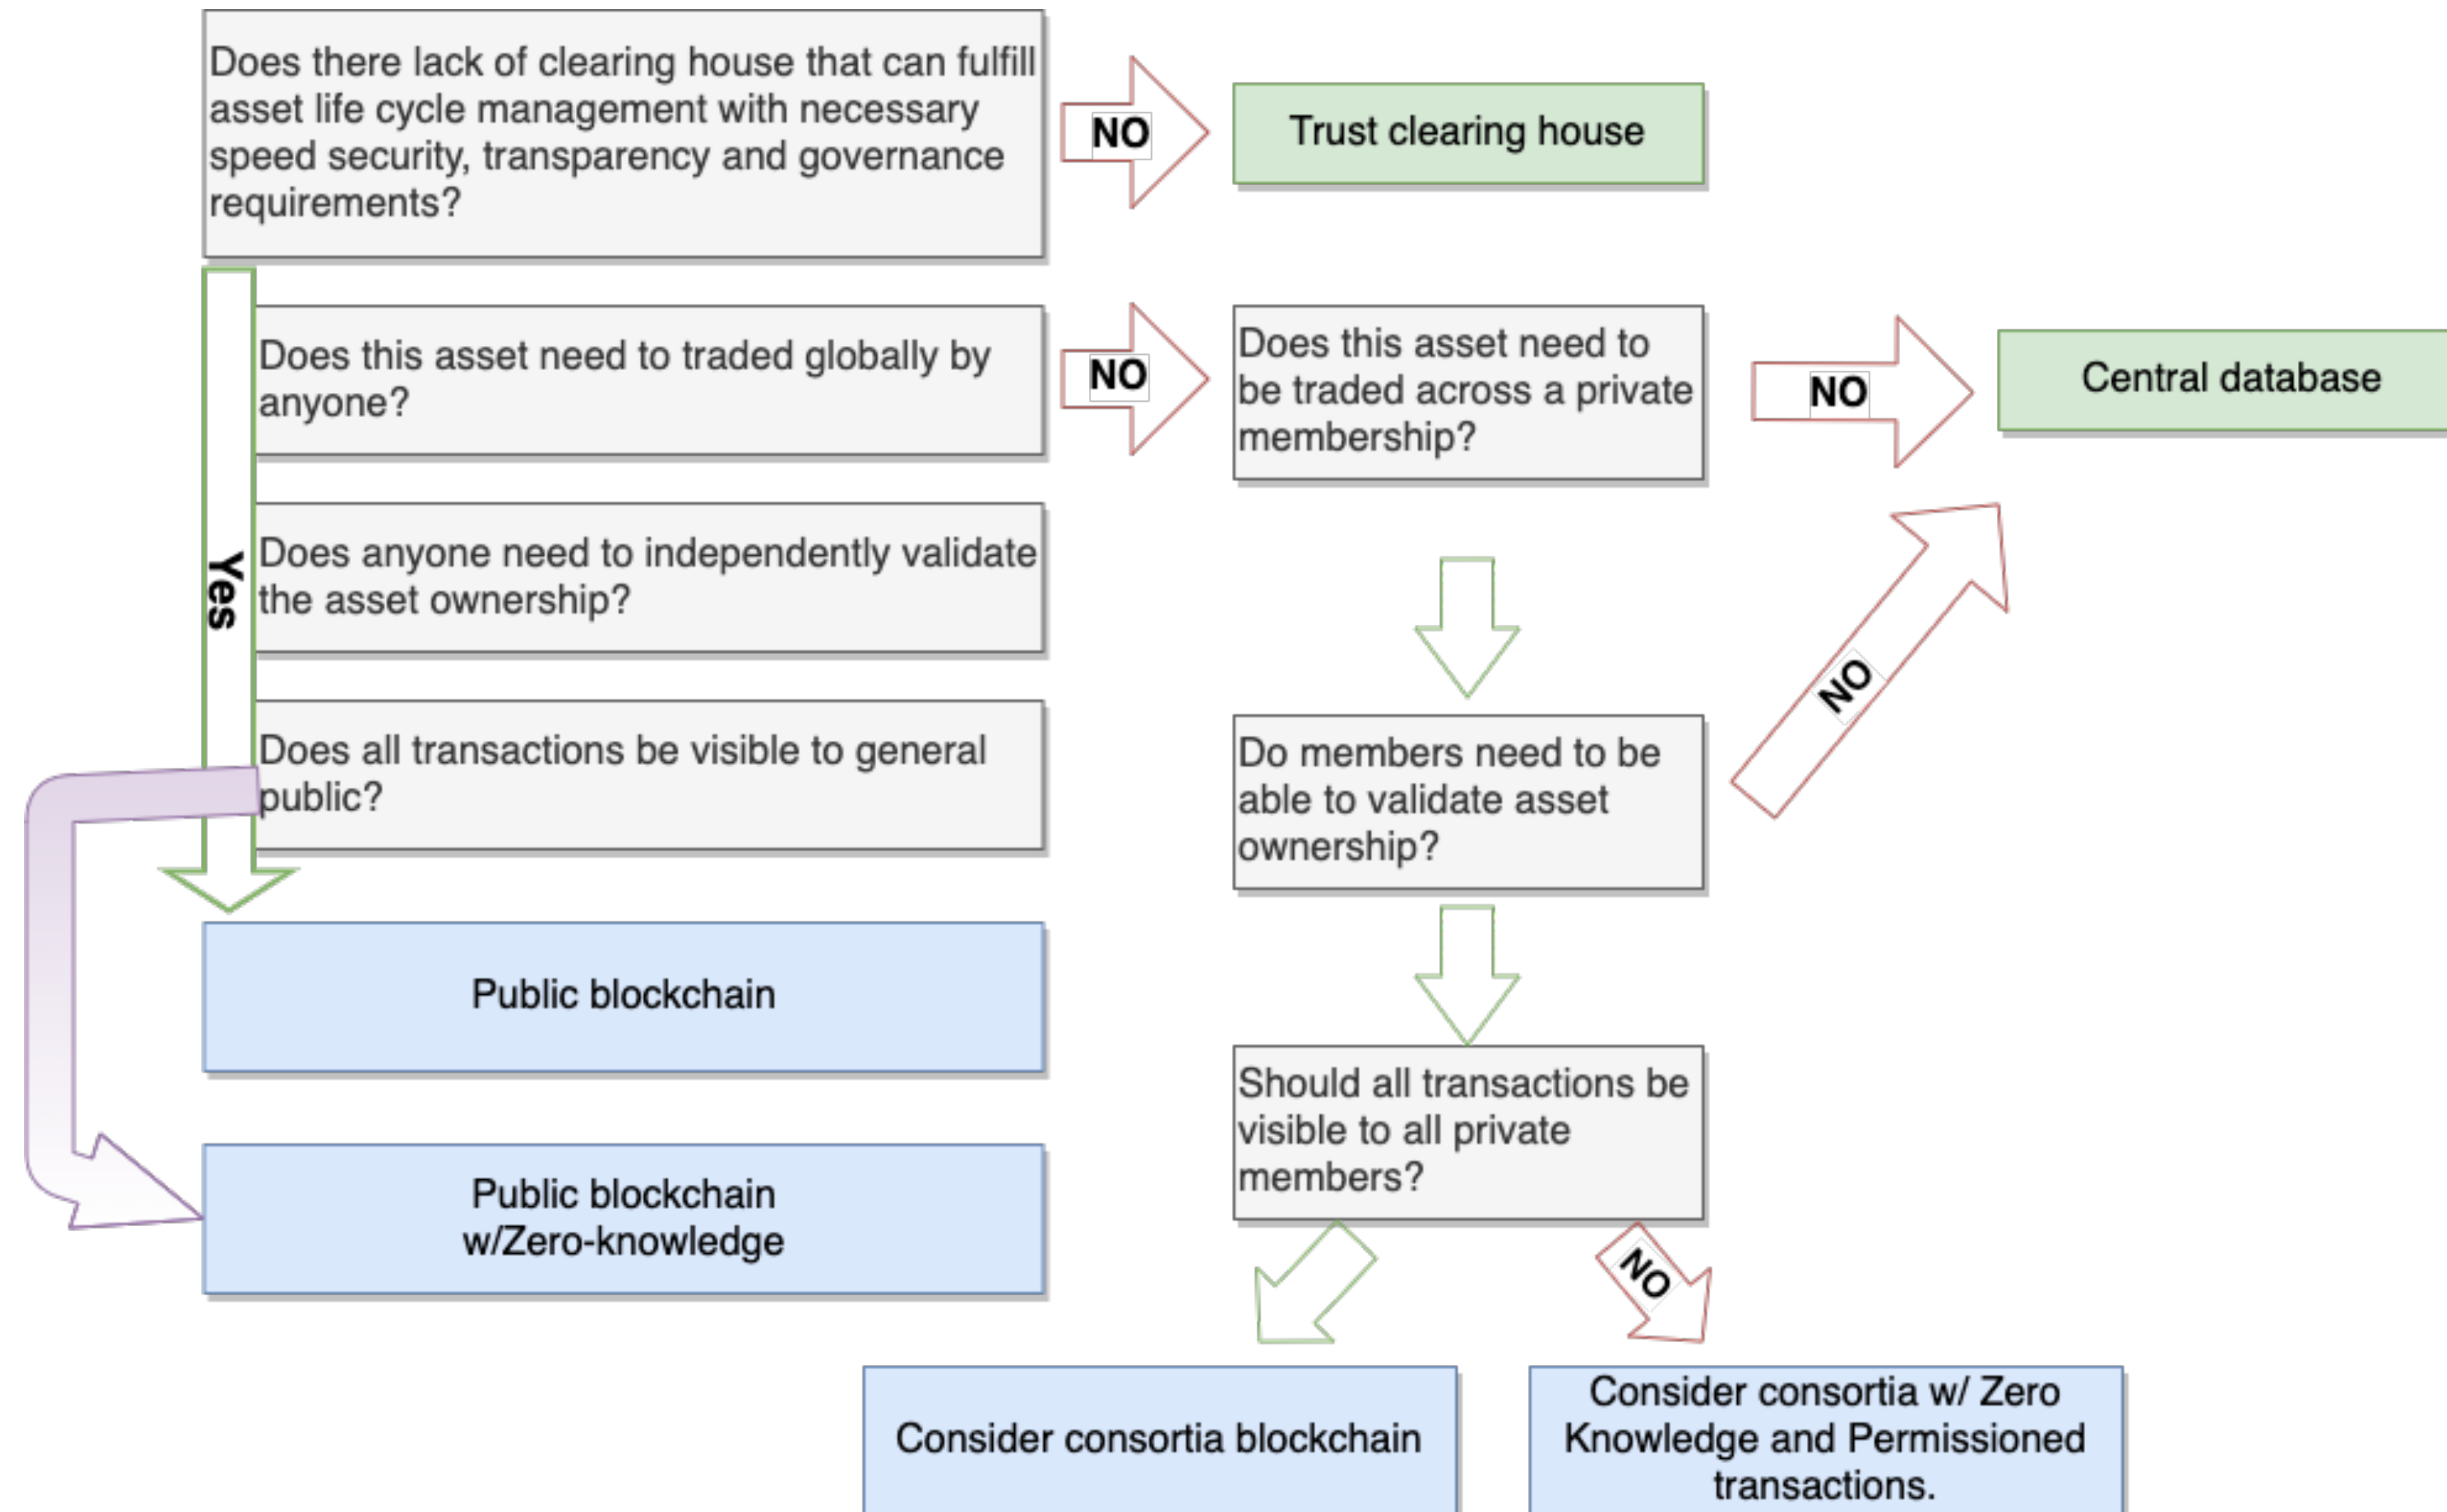 Does there lack of clearing house that can fulfill
asset life cycle management with necessary
speed security, transparency and governance
requirements?
NO
Trust clearing house
Does this asset need to traded globally by
anyone?
NO
Does this asset need to
be traded across a private
membership?
NO
Central database
Yes
Does anyone need to independently validate
the asset ownership?
Does all transactions be visible to general
public?
Do members need to be
able to validate asset
ownership?
NO
Public blockchain
Should all transactions be
visible to all private
members?
Public blockchain
w/Zero-knowledge
NO
Consider consortia blockchain
Consider consortia w/ Zero
Knowledge and Permissioned
transactions.